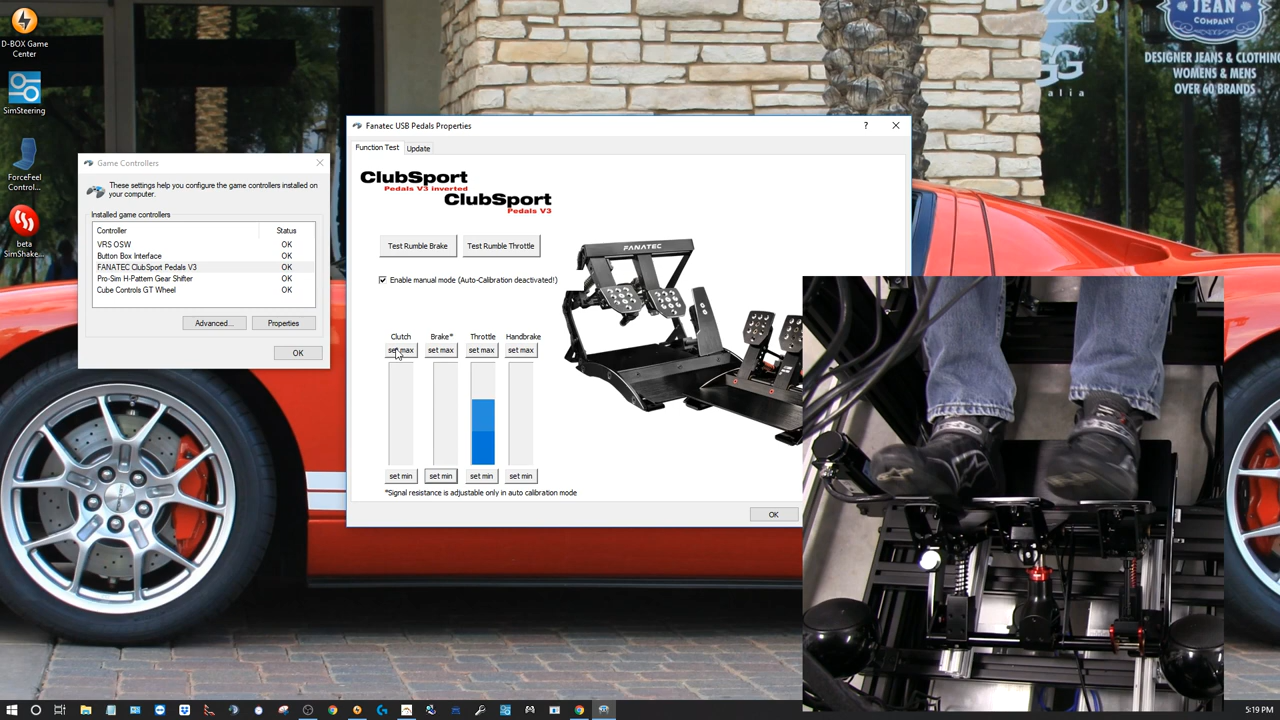 D-BOX Game
Center
SimSteering
ForceFeel
Control...
beta
SimShake...
JEAN
COMPANY
DESIGNER JEANS & CLOTHIN
WOMENS & MENS
OVER 60 BRANDS
GG
alia
Game Controllers
These settings help you configure the game controllers installed on
your computer.
Installed game controllers
Controller Status
VRS OSW OK
Button Box Interface OK
FANATEC ClubSport Pedals V3 OK
Pro-Sim H-Pattern Gear Shifter OK
Cube Controls GT Wheel OK
Advanced... Properties
OK
Fanatec USB Pedals Properties ?
Function Test Update
ClubSport
Pedals V3 inverted
ClubSport
Pedals V3
Test Rumble Brake Test Rumble Throttle
FANATEC
Enable manual mode (Auto-Calibration deactivated!)
Clutch Brake* Throttle Handbrake
set max set max set max set max
set min set min set min set min
*Signal resistance is adjustable only in auto calibration mode
OK
5:19 PM